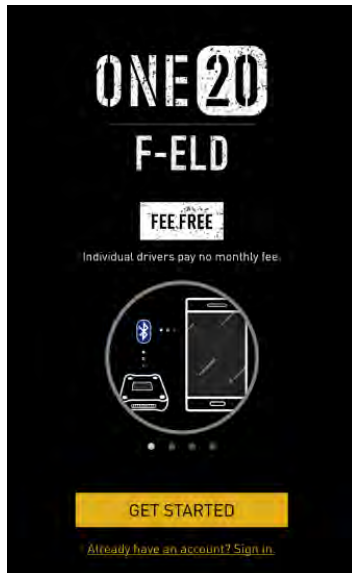 ONE 20
F-ELD
FEE FREE
Individual drivers pay no monthly fee.
GET STARTED
Already have an account? Sign in.